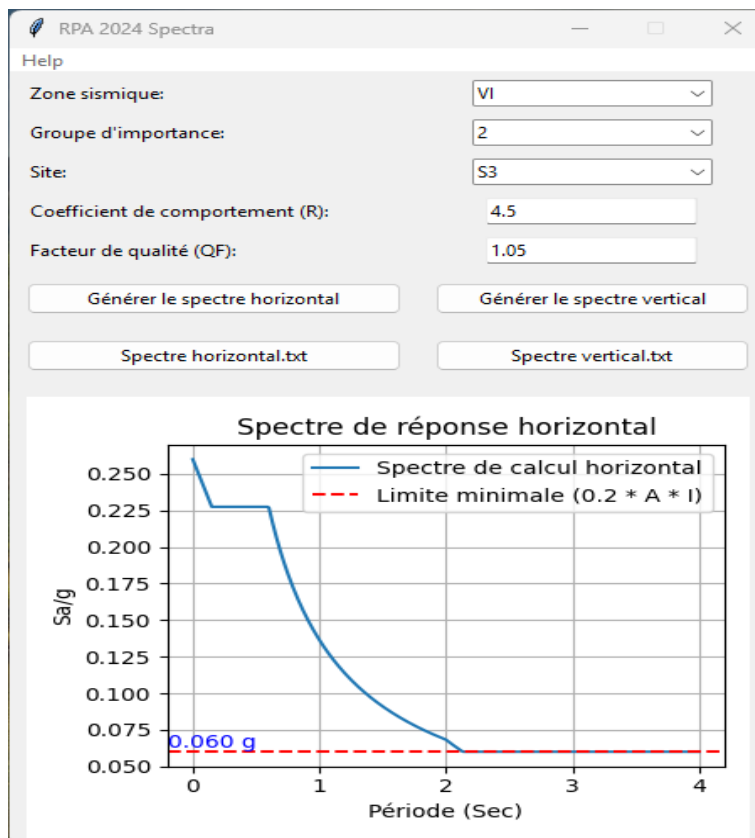 RPA 2024 Spectra
Help
Zone sismique: VI
Groupe d'importance: 2
Site: S3
Coefficient de comportement (R): 4.5
Facteur de qualité (QF): 1.05
Générer le spectre horizontal Générer le spectre vertical
Spectre horizontal.txt Spectre vertical.txt
Spectre de réponse horizontal
Spectre de calcul horizontal
Limite minimale (0.2 * A * I)
Sa/g
0.250
0.225
0.200
0.175
0.150
0.125
0.100
0.075
0.050
0.060 g
0 1 2 3 4
Période (Sec)